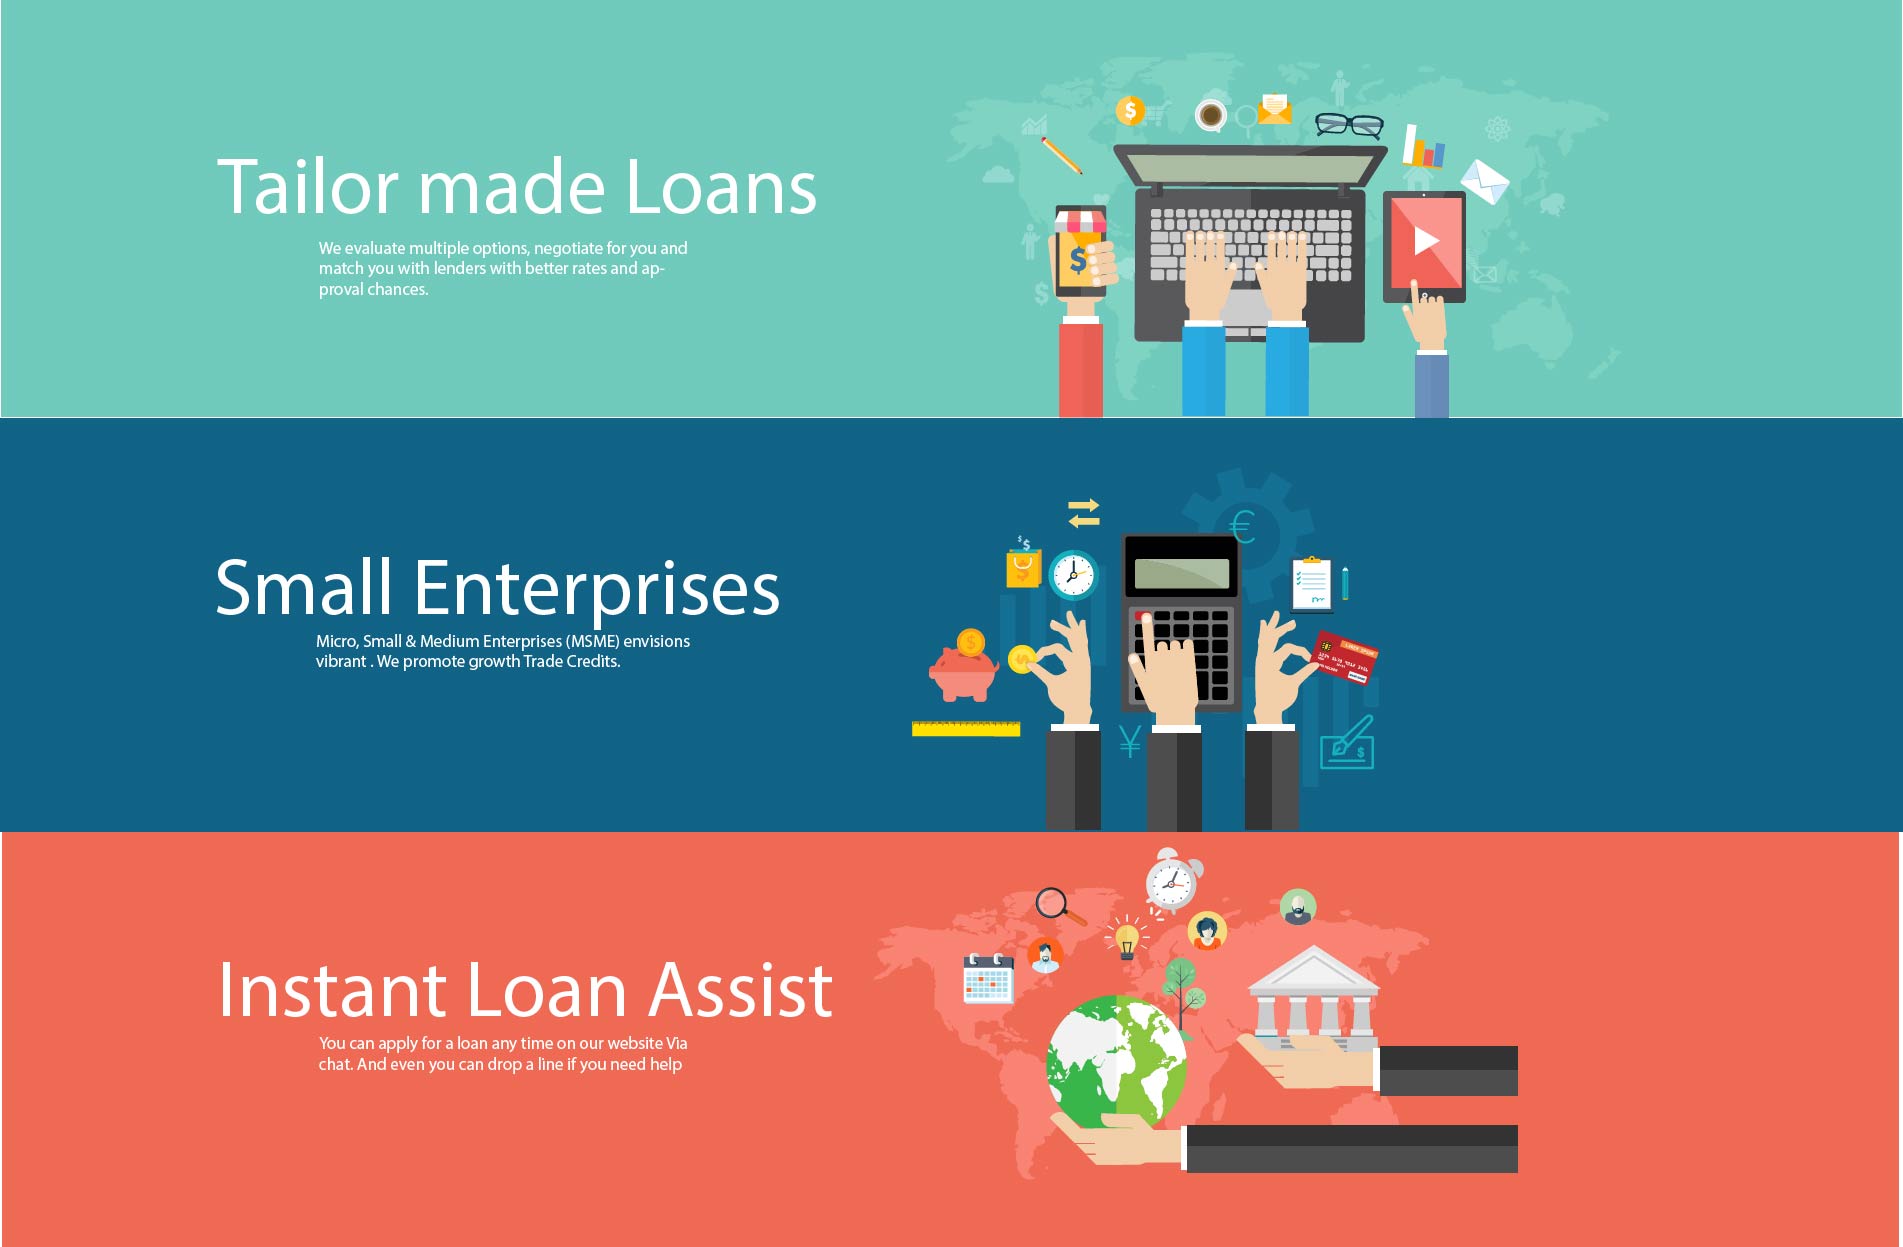 Tailor made Loans
We evaluate multiple options, negotiate for you and
match you with lenders with better rates and ap-
proval chances.
Small Enterprises
Micro, Small & Medium Enterprises (MSME) envisions
vibrant . We promote growth Trade Credits.
Instant Loan Assist
You can apply for a loan any time on our website Via
chat. And even you can drop a line if you need help